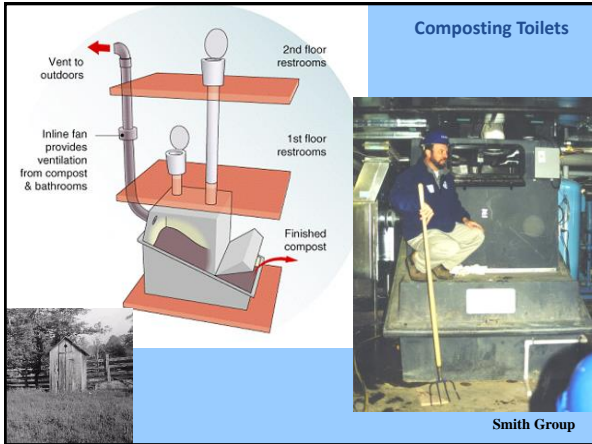 Composting Toilets
Vent to
outdoors
2nd floor
restrooms
Inline fan
provides
ventilation
from compost
& bathrooms
1st floor
restrooms
Finished
compost
Smith Group